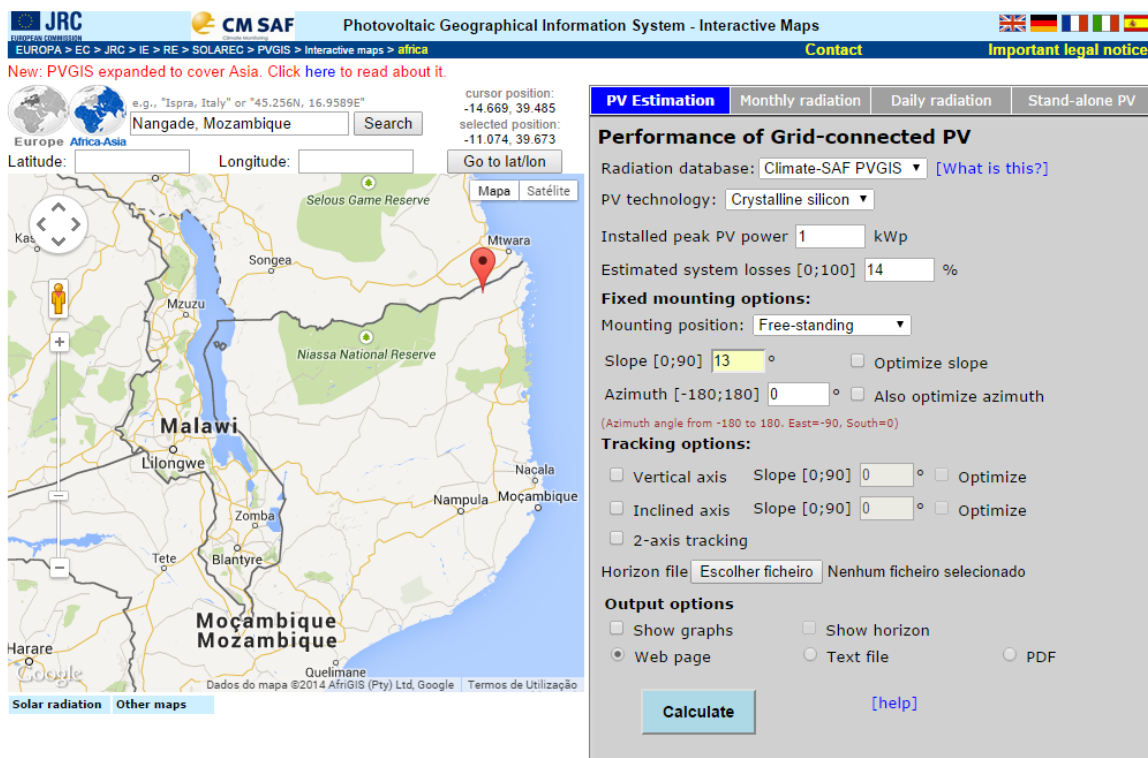 JRC
EUROPEAN COMMISSION
CM SAF
Climate Monitoring
Photovoltaic Geographical Information System - Interactive Maps
EUROPA > EC > JRC > IE > RE > SOLAREC > PVGIS > Interactive maps > africa
Contact
Important legal notice
New: PVGIS expanded to cover Asia. Click here to read about it.
Europe
Africa-Asia
e.g., "Ispra, Italy" or "45.256N, 16.9589E"
Nangade, Mozambique
Search
cursor position:
-14.669, 39.485
selected position:
-11.074, 39.673
Latitude:
Longitude:
Go to lat/lon
Mapa
Satélite
Selous Game Reserve
Kas
Mtwara
Songea
Mzuzu
Niassa National Reserve
Malawi
Lilongwe
Nacala
Nampula
Moçambique
Zomba
Tete
Blantyre
Moçambique
Mozambique
Harare
Quelimane
Google
Dados do mapa ©2014 AfriGIS (Pty) Ltd, Google
Termos de Utilização
Solar radiation
Other maps
PV Estimation
Monthly radiation
Daily radiation
Stand-alone PV
Performance of Grid-connected PV
Radiation database: Climate-SAF PVGIS [What is this?]
PV technology: Crystalline silicon
Installed peak PV power 1 kWp
Estimated system losses [0;100] 14 %
Fixed mounting options:
Mounting position: Free-standing
Slope [0;90] 13 ° Optimize slope
Azimuth [-180;180] 0 ° Also optimize azimuth
(Azimuth angle from -180 to 180. East=-90, South=0)
Tracking options:
Vertical axis Slope [0;90] 0 ° Optimize
Inclined axis Slope [0;90] 0 ° Optimize
2-axis tracking
Horizon file Escolher ficheiro Nenhum ficheiro selecionado
Output options
Show graphs Show horizon
Web page Text file PDF
Calculate
[help]